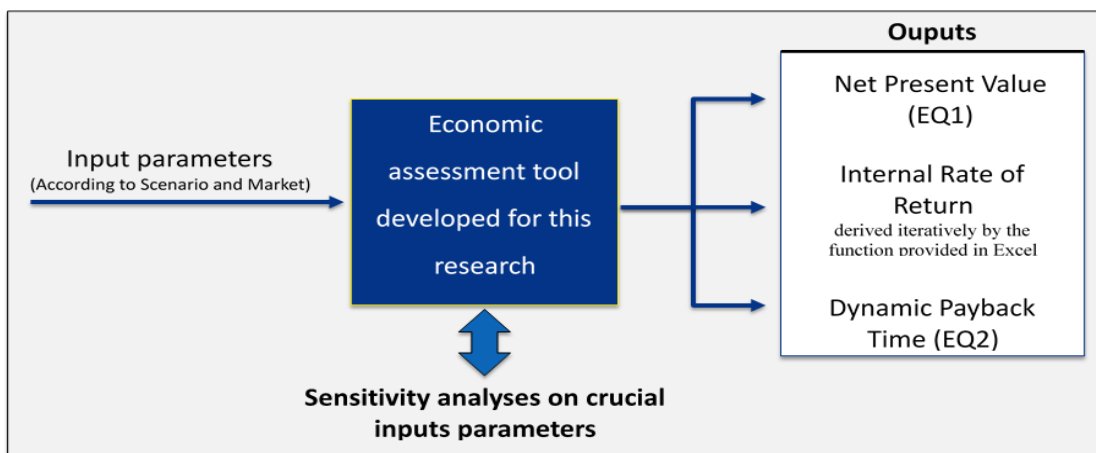 Input parameters
(According to Scenario and Market)
Economic
assessment tool
developed for this
research
Sensitivity analyses on crucial
inputs parameters
Ouputs
Net Present Value
(EQ1)
Internal Rate of
Return
derived iteratively by the
function provided in Excel
Dynamic Payback
Time (EQ2)